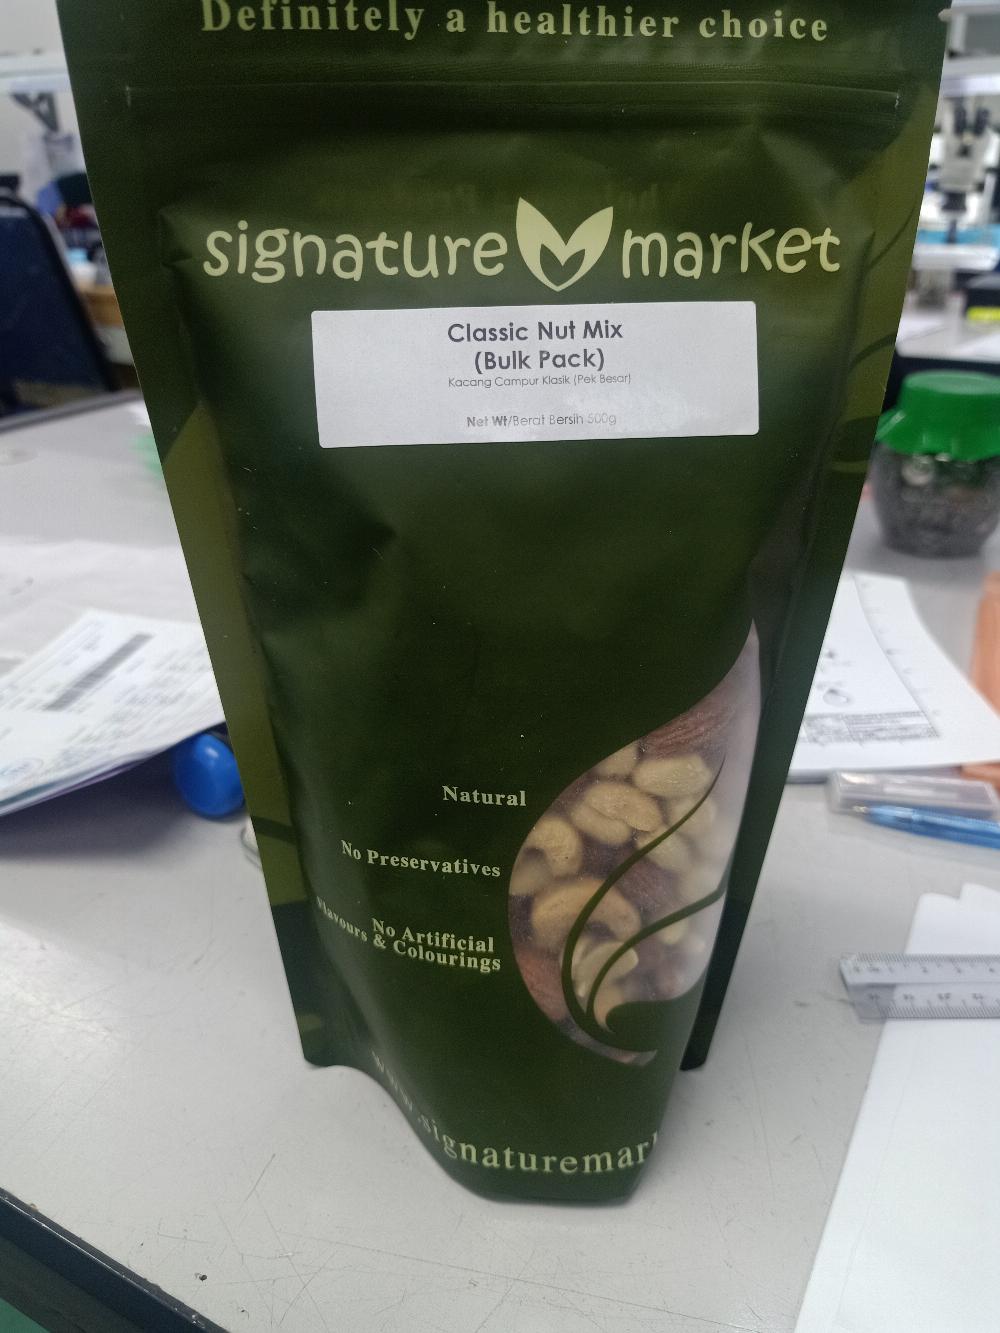 Definitely a healthier choice
signature market
Classic Nut Mix
(Bulk Pack)
Kacang Campur Klasik (Pek Besar)
Net Wt/Berat Bersih 500g
Natural
No Preservatives
No Artificial
Flavours & Colourings
www.signaturemark